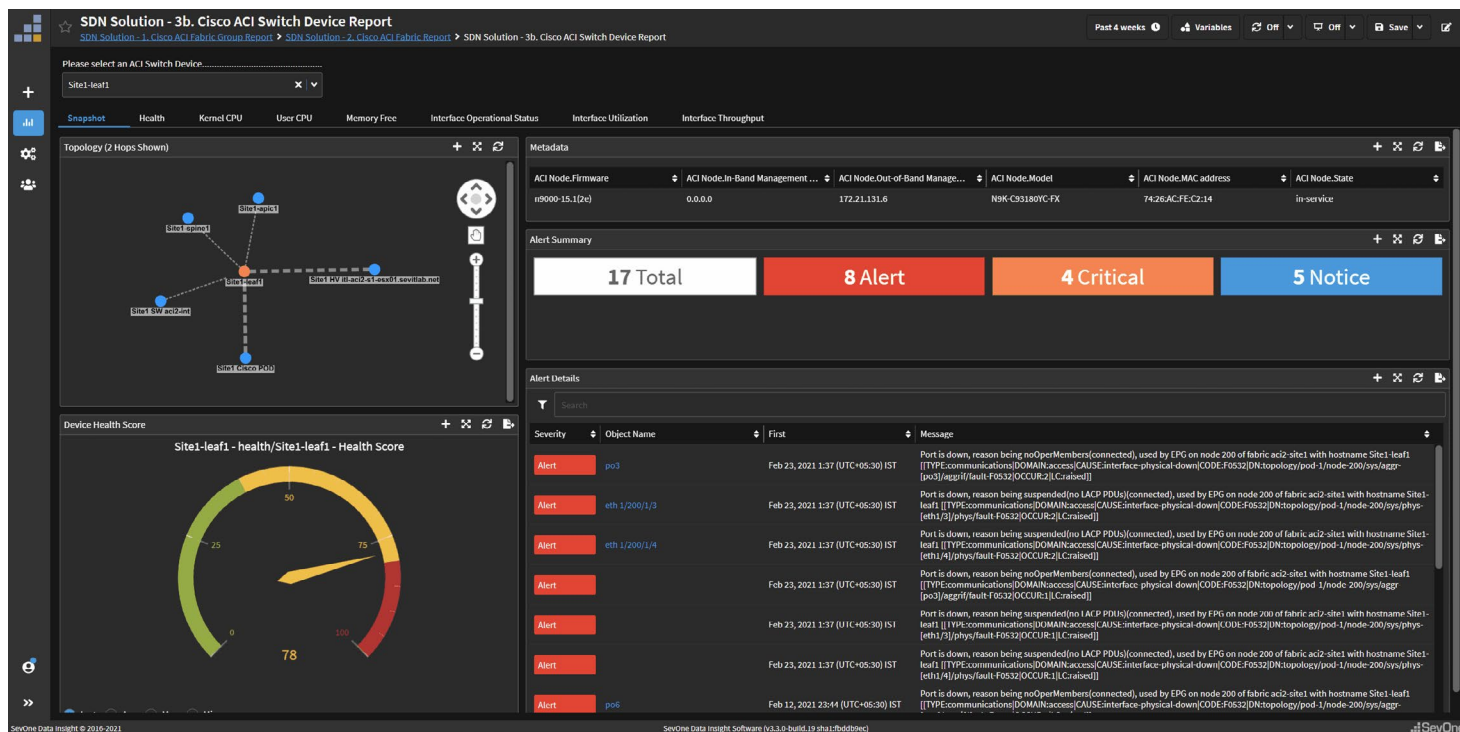 SDN Solution - 3b. Cisco ACI Switch Device Report
SDN Solution - 1. Cisco ACI Fabric Group Report > SDN Solution - 2. Cisco ACI Fabric Report > SDN Solution - 3b. Cisco ACI Switch Device Report
Past 4 weeks
Variables
Off
Off
Save
Please select an ACI Switch Device
Site1-leaf1
Snapshot Health Kernel CPU User CPU Memory Free Interface Operational Status Interface Utilization Interface Throughput
Topology (2 Hops Shown)
Site1-apic1
Site1-spine1
Site1-leaf1
Site1 HV itl-aci2-s1-esx01.sevitlab.net
Site1 SW aci2-int
Site1 Cisco POD
Device Health Score
Site1-leaf1 - health/Site1-leaf1 - Health Score
0
25
50
75
100
78
Metadata
ACI Node.Firmware ACI Node.In-Band Management ... ACI Node.Out-of-Band Manage... ACI Node.Model ACI Node.MAC address ACI Node.State
n9000-15.1(2e) 0.0.0.0 172.21.131.6 N9K-C93180YC-FX 74:26:AC:FE:C2:14 in-service
Alert Summary
17 Total
8 Alert
4 Critical
5 Notice
Alert Details
Search
Severity Object Name First Message
Alert po3 Feb 23, 2021 1:37 (UTC+05:30) IST Port is down, reason being noOperMembers(connected), used by EPG on node 200 of fabric aci2-site1 with hostname Site1-leaf1
[[TYPE:communications|DOMAIN:access|CAUSE:interface-physical-down|CODE:F0532|DN:topology/pod-1/node-200/sys/aggr-
[po3]/aggrif/fault-F0532|OCCUR:2|LC:raised]]
Alert eth 1/200/1/3 Feb 23, 2021 1:37 (UTC+05:30) IST Port is down, reason being suspended(no LACP PDUs)(connected), used by EPG on node 200 of fabric aci2-site1 with hostname Site1-
leaf1 [[TYPE:communications|DOMAIN:access|CAUSE:interface-physical-down|CODE:F0532|DN:topology/pod-1/node-200/sys/phys-
[eth1/3]/phys/fault-F0532|OCCUR:2|LC:raised]]
Alert eth 1/200/1/4 Feb 23, 2021 1:37 (UTC+05:30) IST Port is down, reason being suspended(no LACP PDUs)(connected), used by EPG on node 200 of fabric aci2-site1 with hostname Site1-
leaf1 [[TYPE:communications|DOMAIN:access|CAUSE:interface-physical-down|CODE:F0532|DN:topology/pod-1/node-200/sys/phys-
[eth1/4]/phys/fault-F0532|OCCUR:2|LC:raised]]
Alert Feb 23, 2021 1:37 (UTC+05:30) IST Port is down, reason being noOperMembers(connected), used by EPG on node 200 of fabric aci2-site1 with hostname Site1-leaf1
[[TYPE:communications|DOMAIN:access|CAUSE:interface-physical-down|CODE:F0532|DN:topology/pod-1/node-200/sys/aggr-
[po3]/aggrif/fault-F0532|OCCUR:1|LC:raised]]
Alert Feb 23, 2021 1:37 (UTC+05:30) IST Port is down, reason being suspended(no LACP PDUs)(connected), used by EPG on node 200 of fabric aci2-site1 with hostname Site1-
leaf1 [[TYPE:communications|DOMAIN:access|CAUSE:interface-physical-down|CODE:F0532|DN:topology/pod-1/node-200/sys/phys-
[eth1/3]/phys/fault-F0532|OCCUR:1|LC:raised]]
Alert Feb 23, 2021 1:37 (UTC+05:30) IST Port is down, reason being suspended(no LACP PDUs)(connected), used by EPG on node 200 of fabric aci2-site1 with hostname Site1-
leaf1 [[TYPE:communications|DOMAIN:access|CAUSE:interface-physical-down|CODE:F0532|DN:topology/pod-1/node-200/sys/phys-
[eth1/4]/phys/fault-F0532|OCCUR:1|LC:raised]]
Alert po6 Feb 12, 2021 23:44 (UTC+05:30) IST Port is down, reason being noOperMembers(connected), used by EPG on node 200 of fabric aci2-site1 with hostname Site1-leaf1
[[TYPE:communications|DOMAIN:access|CAUSE:interface-physical-down|CODE:F0532|DN:topology/pod-1/node-200/sys/aggr-
SevOne Data Insight © 2016-2021
SevOne Data Insight Software (v3.3.0-build.19 sha1:fbddb9ec)
SevOne